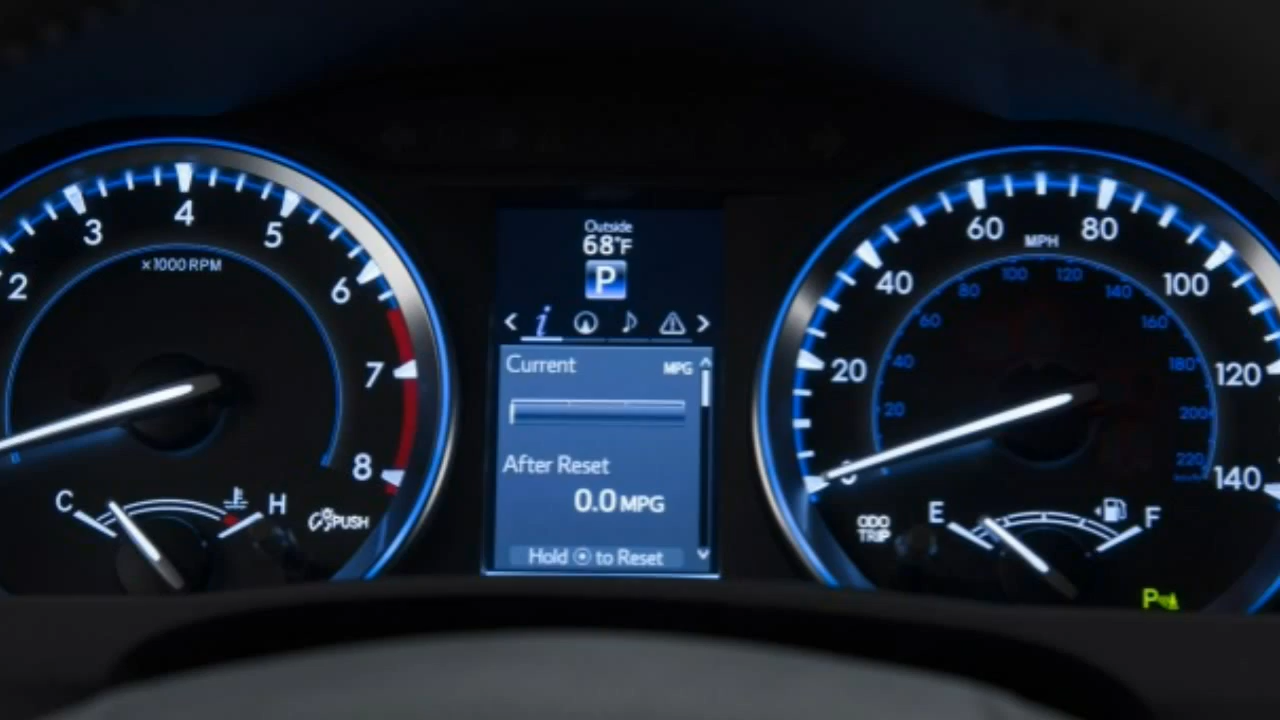 2 3 4 5 6 7 8
×1000 RPM
C H
PUSH
Outside
68°F
P
i
Current MPG
After Reset
0.0 MPG
Hold to Reset
20 40 60 80 100 120 140
MPH
20 40 60 80 100 120 140 160 180 200 220
ODO
TRIP
E F
P